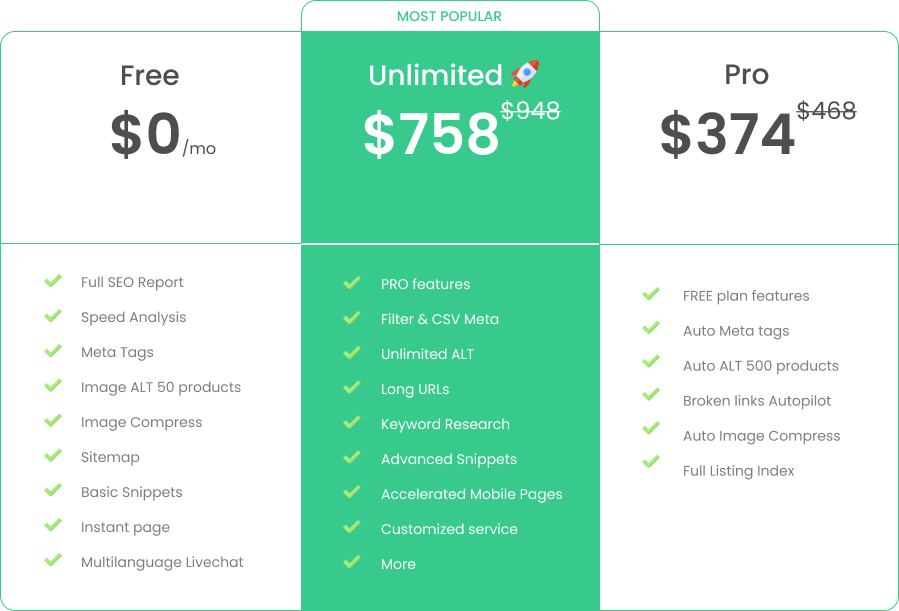 MOST POPULAR
Free
$0/mo
Full SEO Report
Speed Analysis
Meta Tags
Image ALT 50 products
Image Compress
Sitemap
Basic Snippets
Instant page
Multilanguage Livechat
Unlimited 🚀
$758 $948
PRO features
Filter & CSV Meta
Unlimited ALT
Long URLs
Keyword Research
Advanced Snippets
Accelerated Mobile Pages
Customized service
More
Pro
$374 $468
FREE plan features
Auto Meta tags
Auto ALT 500 products
Broken links Autopilot
Auto Image Compress
Full Listing Index